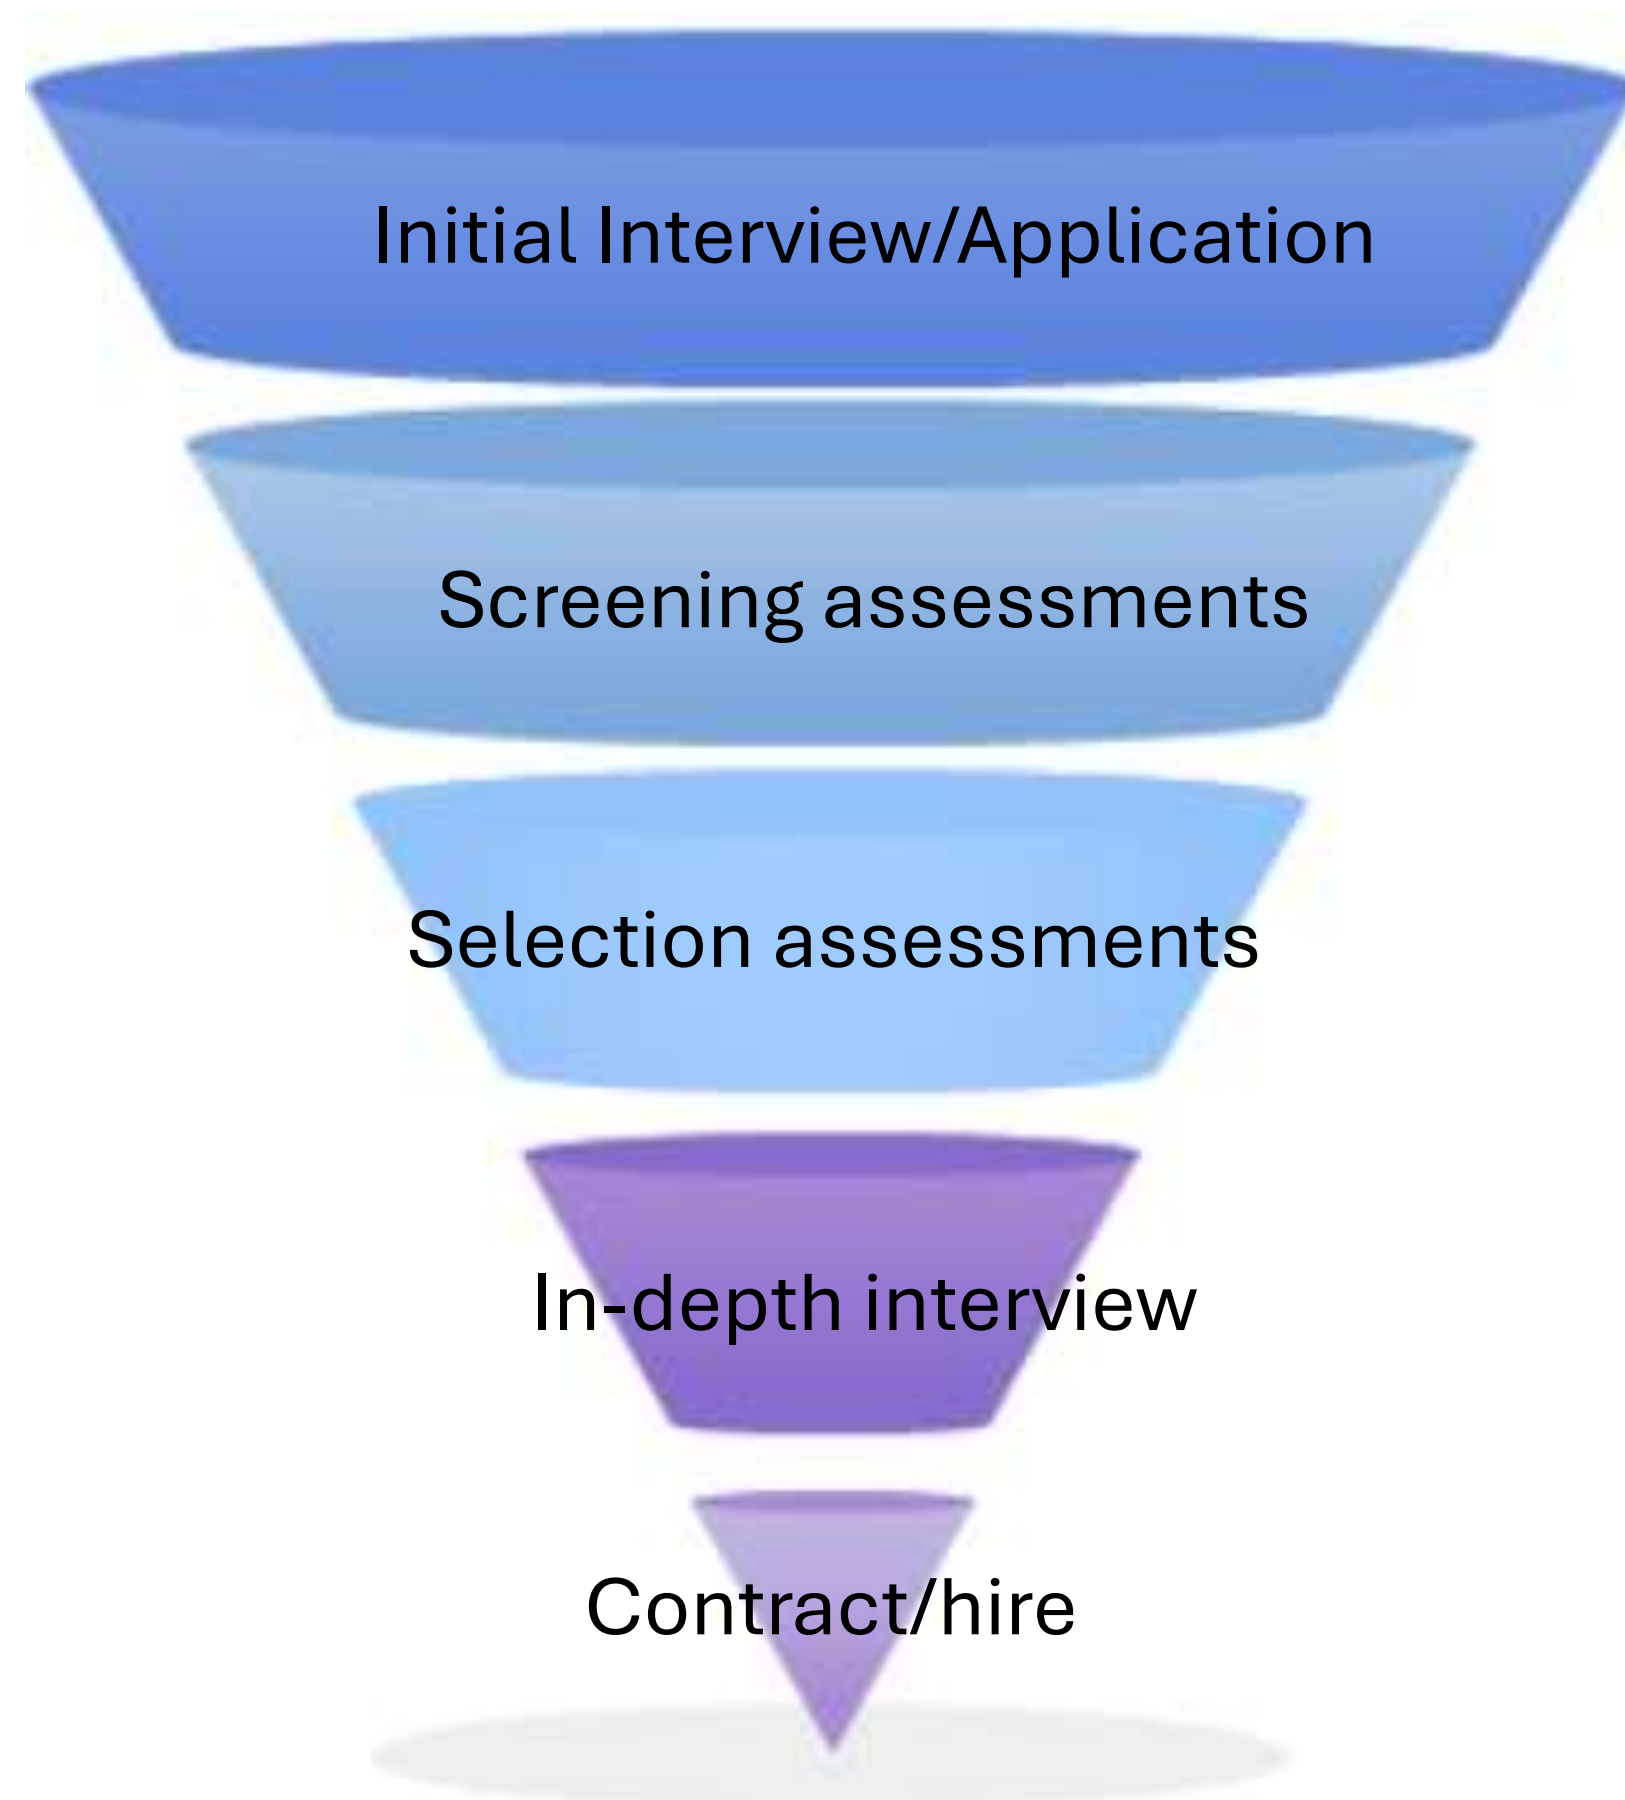 Initial Interview/Application
Screening assessments
Selection assessments
In-depth interview
Contract/hire